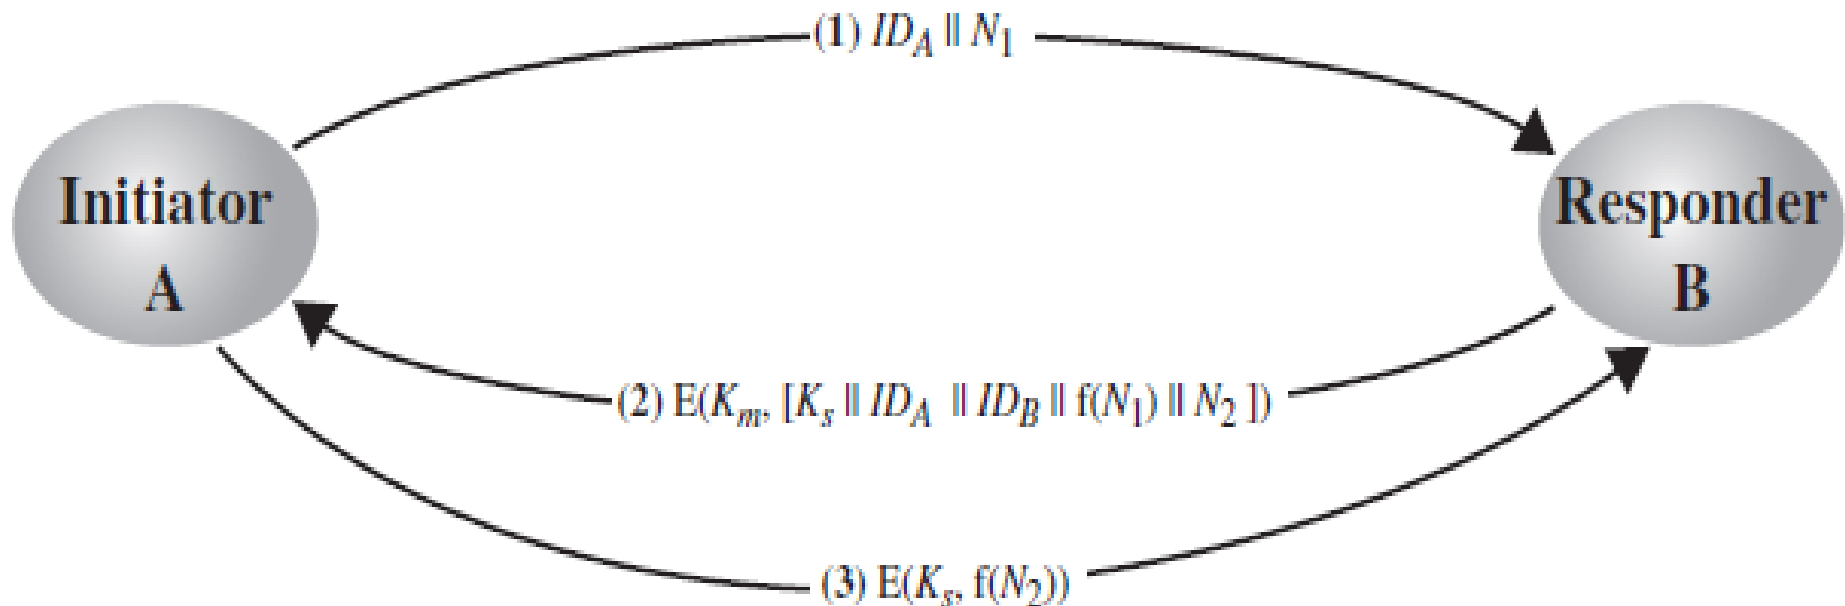 (1) ID_A || N_1
Initiator
A
Responder
B
(2) E(K_m, [K_s || ID_A || ID_B || f(N_1) || N_2 ])
(3) E(K_s, f(N_2))